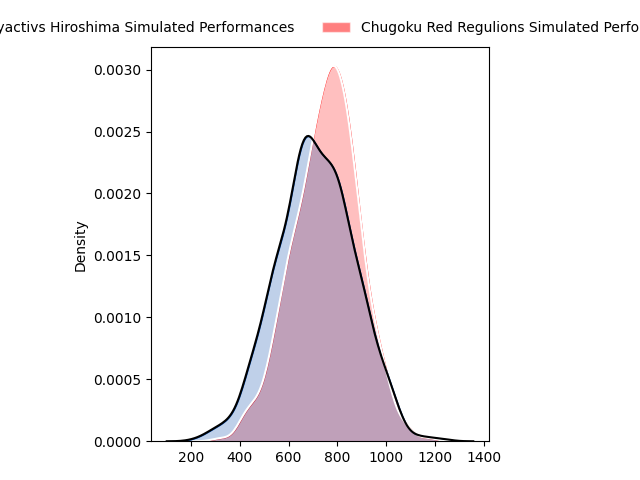 yactivs Hiroshima Simulated Performances
Chugoku Red Regulions Simulated Perfo
0.0030
0.0025
0.0020
0.0015
0.0010
0.0005
0.0000
Density
200 400 600 800 1000 1200 1400